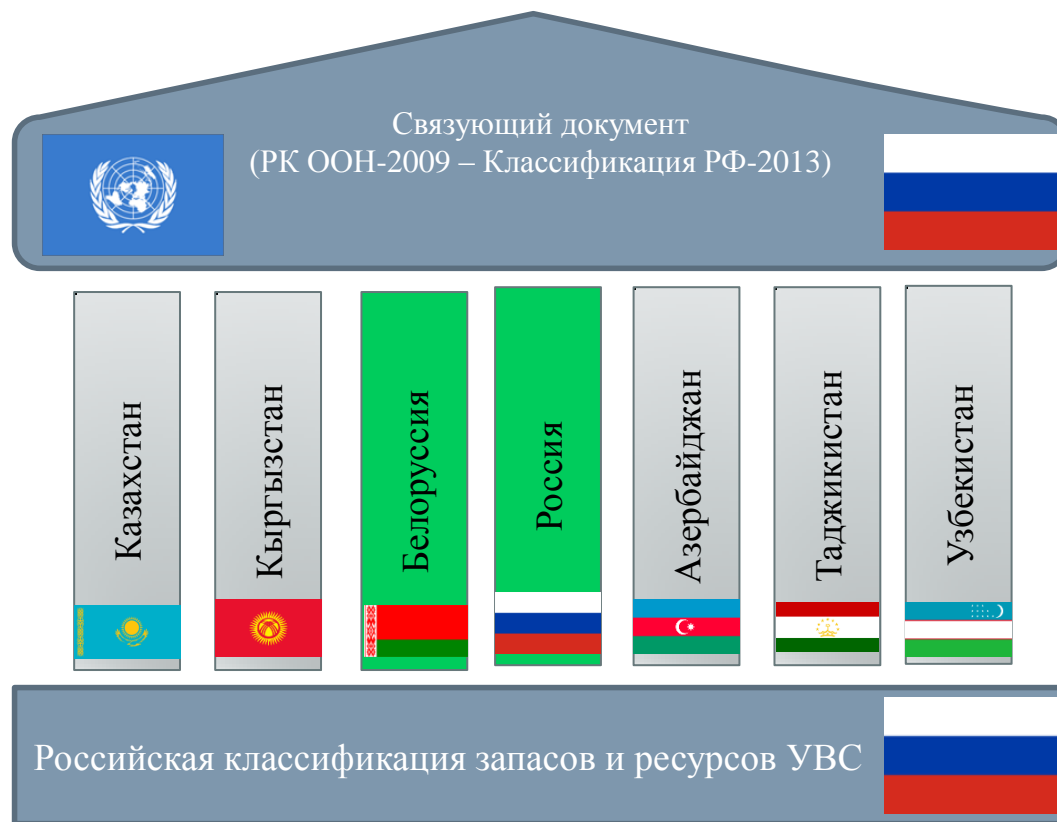 Связующий документ
(РК ООН-2009 – Классификация РФ-2013)
Казахстан
Кыргызстан
Белоруссия
Россия
Азербайджан
Таджикистан
Узбекистан
Российская классификация запасов и ресурсов УВС